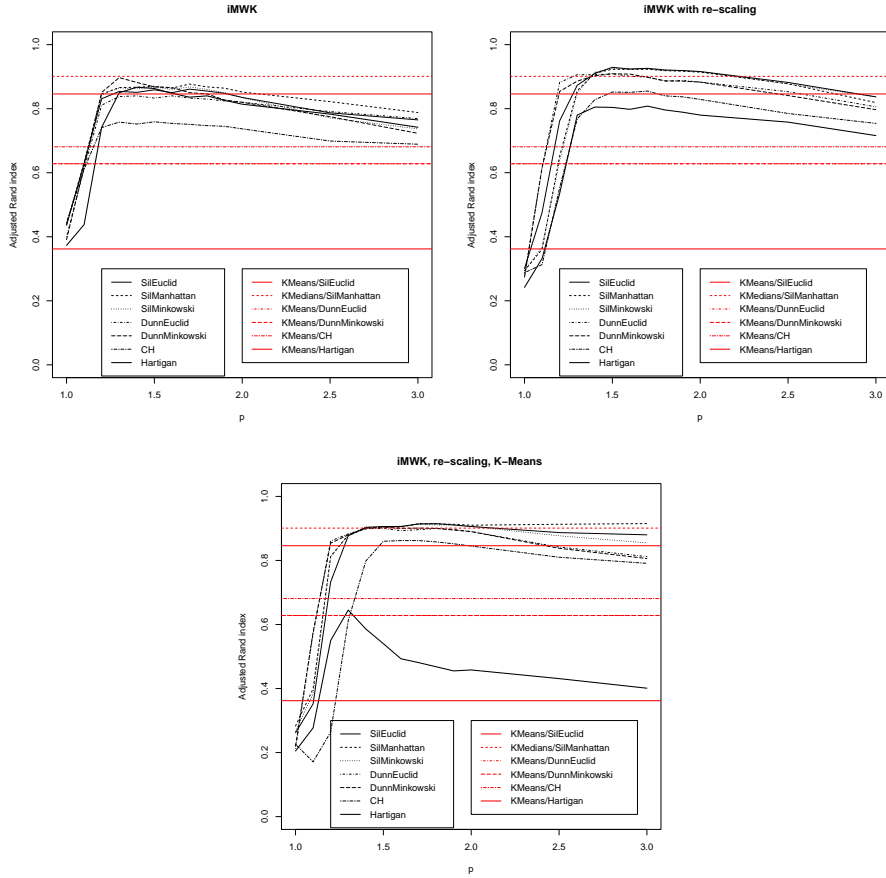 iMWK
Adjusted Rand index
1.0
0.8
0.6
0.4
0.2
0.0
SilEuclid
SilManhattan
SilMinkowski
DunnEuclid
DunnMinkowski
CH
Hartigan
KMeans/SilEuclid
KMedians/SilManhattan
KMeans/DunnEuclid
KMeans/DunnMinkowski
KMeans/CH
KMeans/Hartigan
1.0 1.5 2.0 2.5 3.0
p
iMWK with re−scaling
Adjusted Rand index
1.0
0.8
0.6
0.4
0.2
0.0
SilEuclid
SilManhattan
SilMinkowski
DunnEuclid
DunnMinkowski
CH
Hartigan
KMeans/SilEuclid
KMedians/SilManhattan
KMeans/DunnEuclid
KMeans/DunnMinkowski
KMeans/CH
KMeans/Hartigan
1.0 1.5 2.0 2.5 3.0
p
iMWK, re−scaling, K−Means
Adjusted Rand index
1.0
0.8
0.6
0.4
0.2
0.0
SilEuclid
SilManhattan
SilMinkowski
DunnEuclid
DunnMinkowski
CH
Hartigan
KMeans/SilEuclid
KMedians/SilManhattan
KMeans/DunnEuclid
KMeans/DunnMinkowski
KMeans/CH
KMeans/Hartigan
1.0 1.5 2.0 2.5 3.0
p